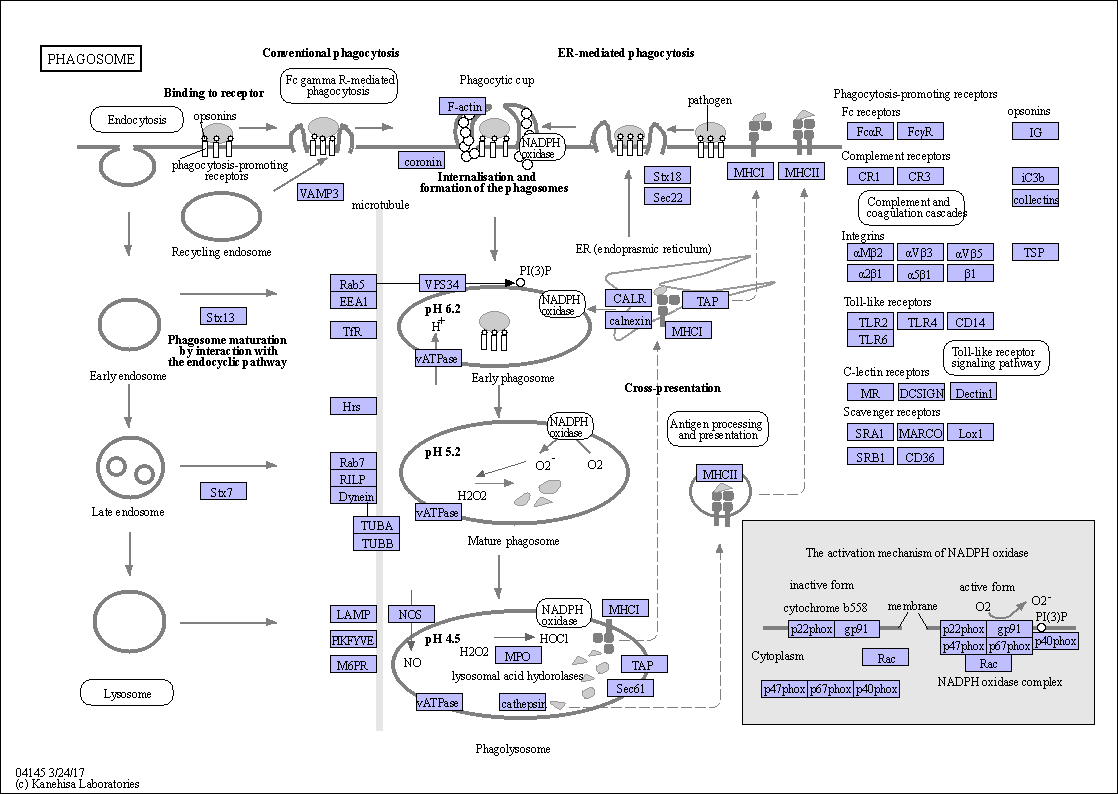 PHAGOSOME
Conventional phagocytosis
ER-mediated phagocytosis
Binding to receptor
Fc gamma R-mediated
phagocytosis
Phagocytic cup
Endocytosis
opsonins
F-actin
pathogen
NADPH
oxidase
coronin
phagocytosis-promoting
receptors
VAMP3
Internalisation and
formation of the phagosomes
Stx18
Sec22
MHCI
MHCII
microtubule
Recycling endosome
ER (endoprasmic reticulum)
Phagocytosis-promoting receptors
Fc receptors
opsonins
FcαR
FcγR
IG
Complement receptors
CR1
CR3
iC3b
collectins
Complement and
coagulation cascades
Integrins
αMβ2
αVβ3
αVβ5
TSP
α2β1
α5β1
β1
Toll-like receptors
TLR2
TLR4
CD14
TLR6
Toll-like receptor
signaling pathway
C-lectin receptors
MR
DCSIGN
Dectin1
Scavenger receptors
SRA1
MARCO
Lox1
SRB1
CD36
Rab5
EEA1
VPS34
PI(3)P
TfR
pH 6.2
H+
NADPH
oxidase
vATPase
Early phagosome
CALR
calnexin
TAP
MHCI
Stx13
Phagosome maturation
by interaction with
the endocyclic pathway
Early endosome
Cross-presentation
Hrs
Antigen processing
and presentation
NADPH
oxidase
pH 5.2
O2-
O2
H2O2
vATPase
Mature phagosome
MHCII
Rab7
RILP
Dynein
TUBA
TUBB
Stx7
Late endosome
LAMP
PIKFYVE
M6PR
NOS
NO
pH 4.5
NADPH
oxidase
MHCI
H2O2
HOCl
MPO
lysosomal acid hydorolases
TAP
Sec61
vATPase
cathepsin
Phagolysosome
Lysosome
The activation mechanism of NADPH oxidase
inactive form
active form
cytochrome b558
membrane
O2
O2-
PI(3)P
p22phox
gp91
p22phox
gp91
p47phox
p67phox
p40phox
Cytoplasm
Rac
Rac
p47phox
p67phox
p40phox
NADPH oxidase complex
04145 3/24/17
(c) Kanehisa Laboratories